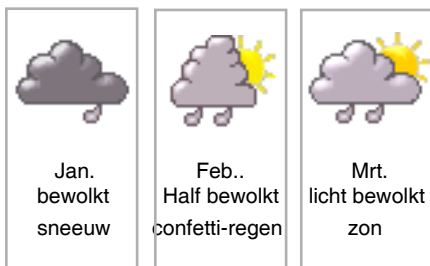 Jan.
bewolkt
sneeuw
Feb..
Half bewolkt
confetti-regen
Mrt.
licht bewolkt
zon